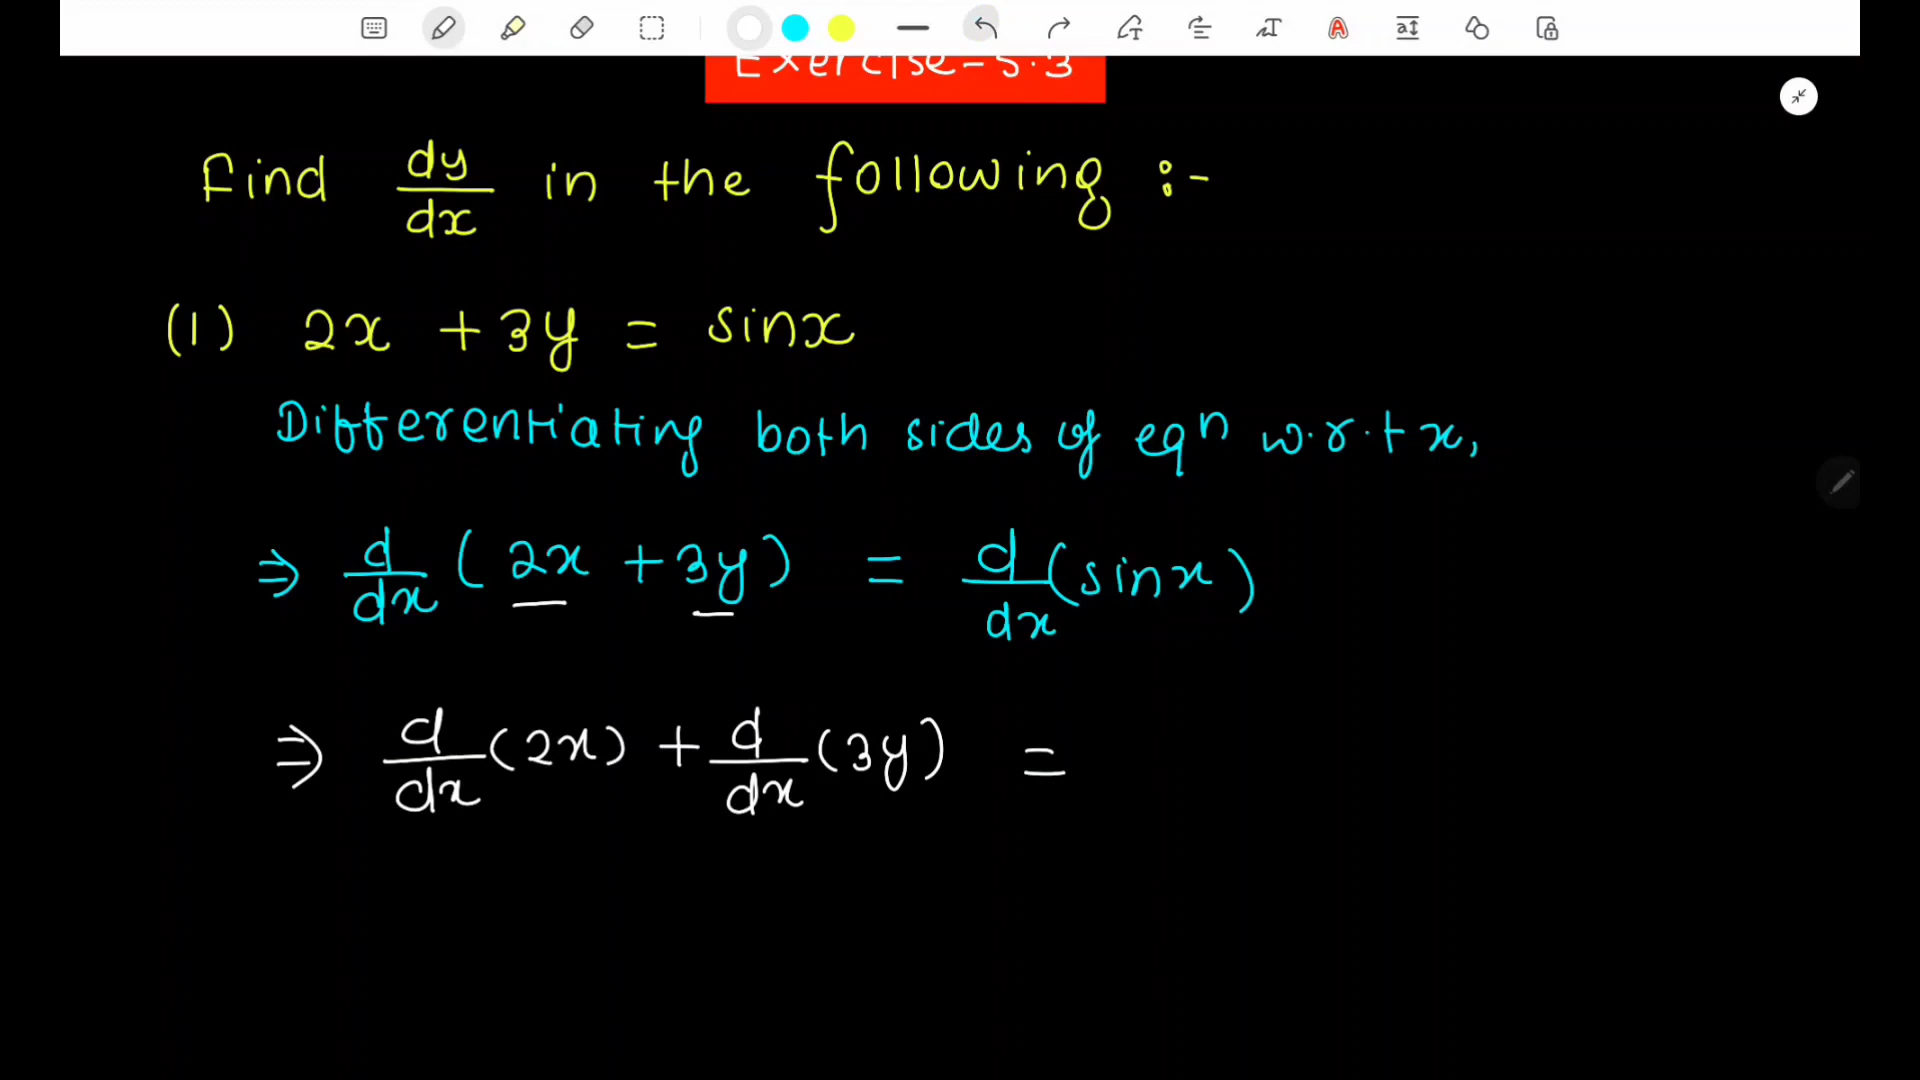 Exercise-5.3
Find dy/dx in the following :-
(1) 2x + 3y = sinx
Differentiating both sides of eqn w.r.t x,
⇒ d/dx (2x + 3y) = d/dx (sinx)
⇒ d/dx (2x) + d/dx (3y) =